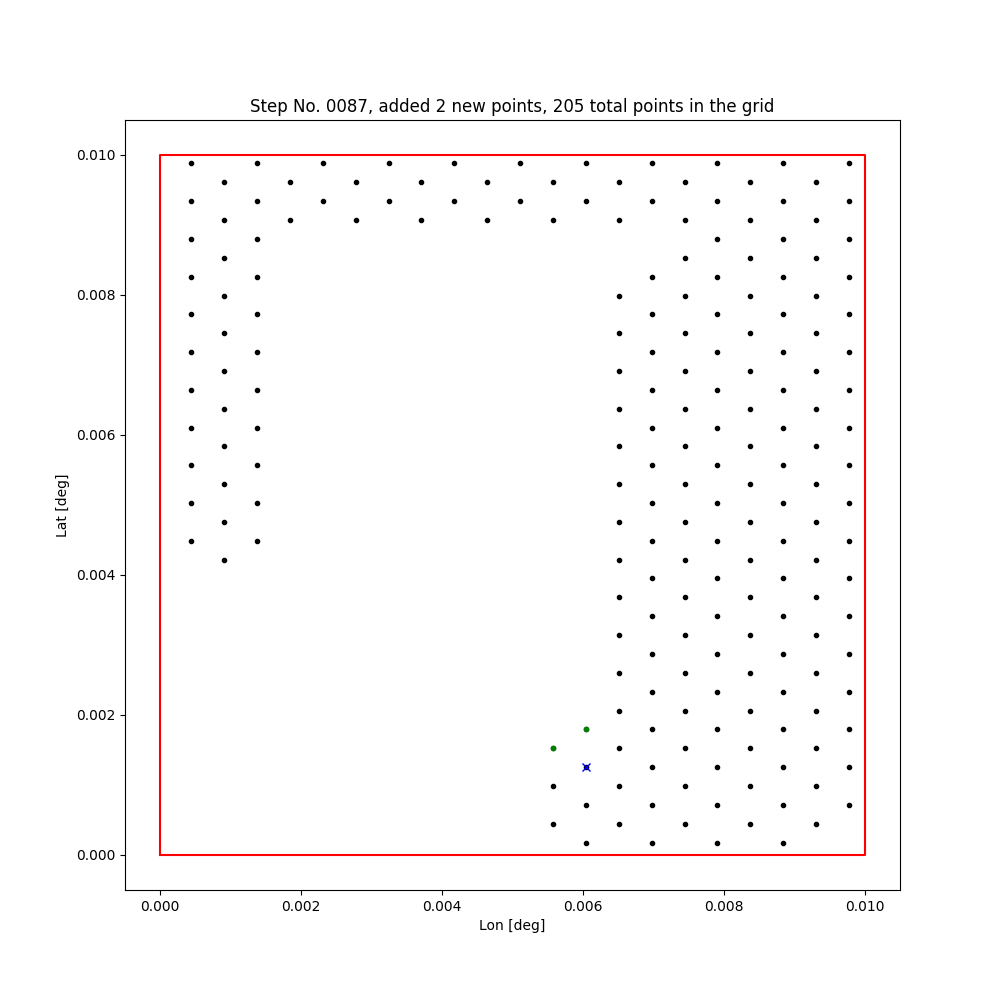 Step No. 0087, added 2 new points, 205 total points in the grid
0.010
0.008
0.006
0.004
0.002
0.000
Lat [deg]
0.000 0.002 0.004 0.006 0.008 0.010
Lon [deg]